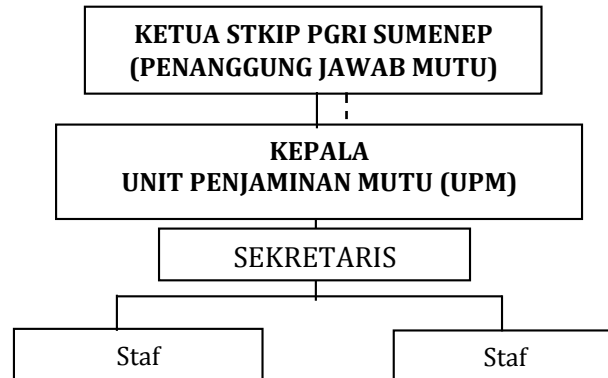 KETUA STKIP PGRI SUMENEP
(PENANGGUNG JAWAB MUTU)
KEPALA
UNIT PENJAMINAN MUTU (UPM)
SEKRETARIS
Staf
Staf